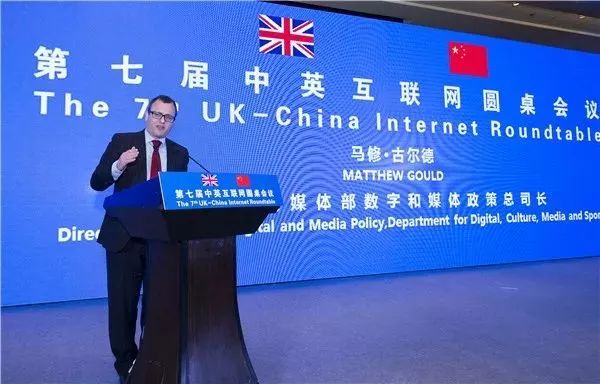 第七届中英互联网圆桌会议
The 7th UK-China Internet Roundtable
马修·古尔德
MATTHEW GOULD
媒体部数字和媒体政策总司长
Direc ital and Media Policy,Department for Digital, Culture, Media and Spo
第七届中英互联网圆桌会议
The 7th UK-China Internet Roundtable